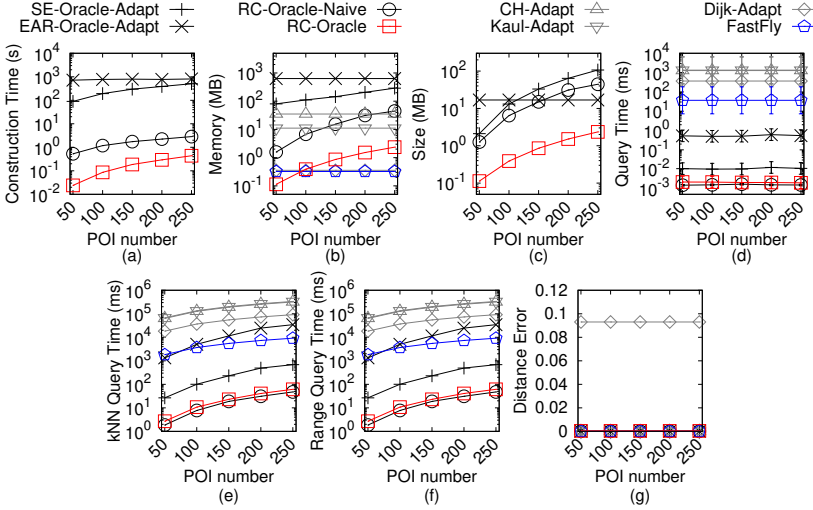 SE-Oracle-Adapt RC-Oracle-Naive CH-Adapt Dijk-Adapt
EAR-Oracle-Adapt RC-Oracle Kaul-Adapt FastFly
Construction Time (s)
10^4
10^3
10^2
10^1
10^0
10^-1
10^-2
50 100 150 200 250
POI number
(a)
Memory (MB)
10^4
10^3
10^2
10^1
10^0
10^-1
50 100 150 200 250
POI number
(b)
Size (MB)
10^2
10^1
10^0
10^-1
50 100 150 200 250
POI number
(c)
Query Time (ms)
10^4
10^3
10^2
10^1
10^0
10^-1
10^-2
10^-3
50 100 150 200 250
POI number
(d)
kNN Query Time (ms)
10^6
10^5
10^4
10^3
10^2
10^1
10^0
50 100 150 200 250
POI number
(e)
Range Query Time (ms)
10^6
10^5
10^4
10^3
10^2
10^1
10^0
50 100 150 200 250
POI number
(f)
Distance Error
0.12
0.1
0.08
0.06
0.04
0.02
0
50 100 150 200 250
POI number
(g)